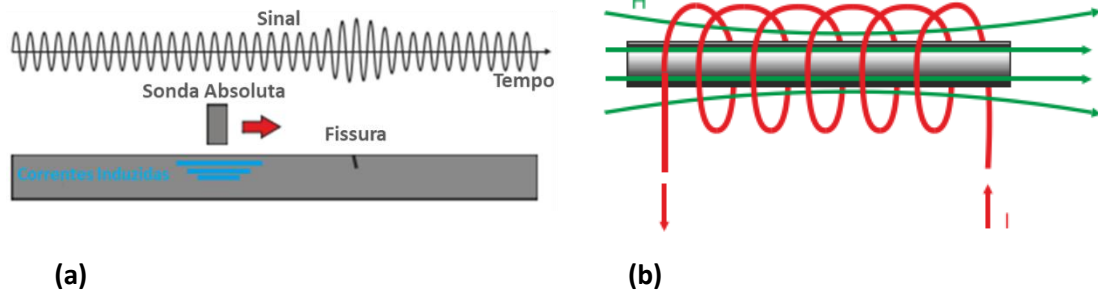 Sinal
Tempo
Sonda Absoluta
Fissura
Correntes Induzidas
H
I
(a)
(b)